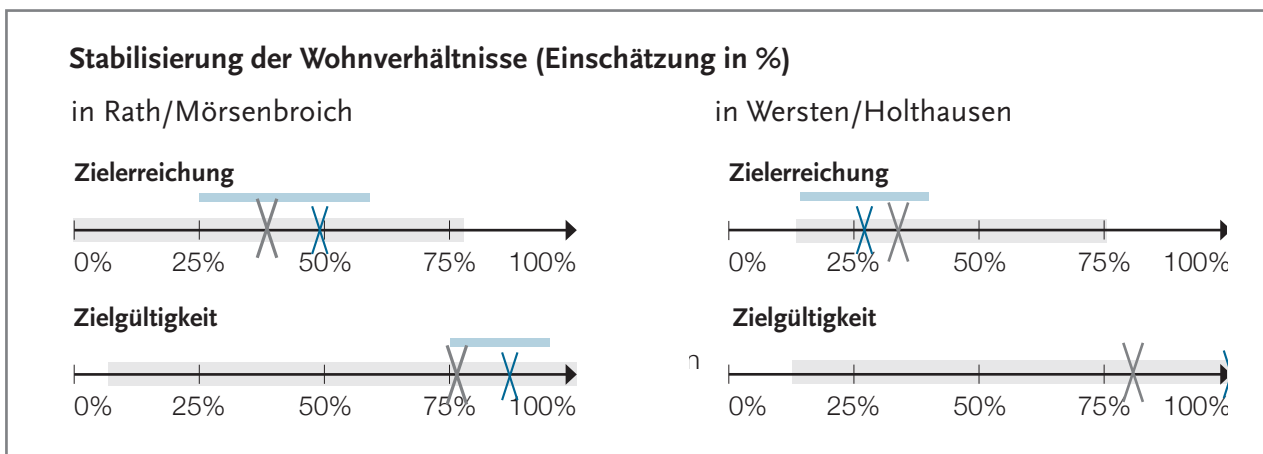 Stabilisierung der Wohnverhältnisse (Einschätzung in %)
in Rath/Mörsenbroich
Zielerreichung
0% 25% 50% 75% 100%
Zielgültigkeit
0% 25% 50% 75% 100%
in Wersten/Holthausen
Zielerreichung
0% 25% 50% 75% 100%
Zielgültigkeit
0% 25% 50% 75% 100%